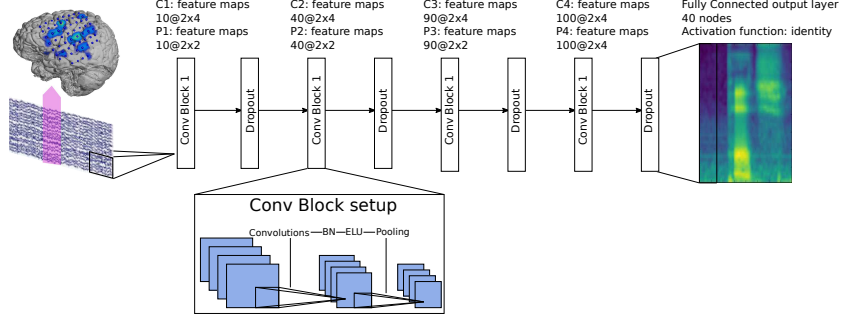 C1: feature maps
10@2x4
P1: feature maps
10@2x2
C2: feature maps
40@2x4
P2: feature maps
40@2x2
C3: feature maps
90@2x4
P3: feature maps
90@2x2
C4: feature maps
100@2x4
P4: feature maps
100@2x4
Fully Connected output layer
40 nodes
Activation function: identity
Conv Block 1
Dropout
Conv Block 1
Dropout
Conv Block 1
Dropout
Conv Block 1
Dropout
Conv Block setup
Convolutions BN ELU Pooling